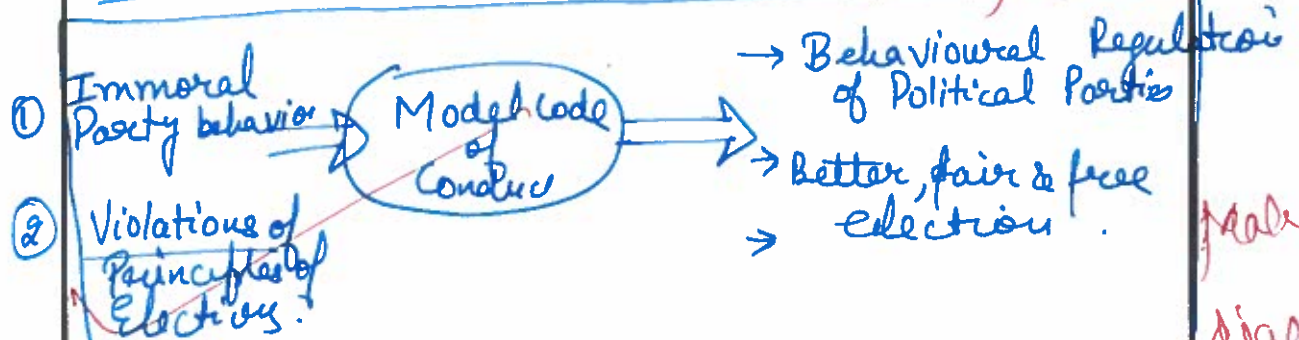 ① Immoral
Party behavior
② Violations of
Principles of
Elections.
Model Code
of
Conduct
→ Behavioural Regulation
of Political Parties
→ Better, fair & free
→ election .